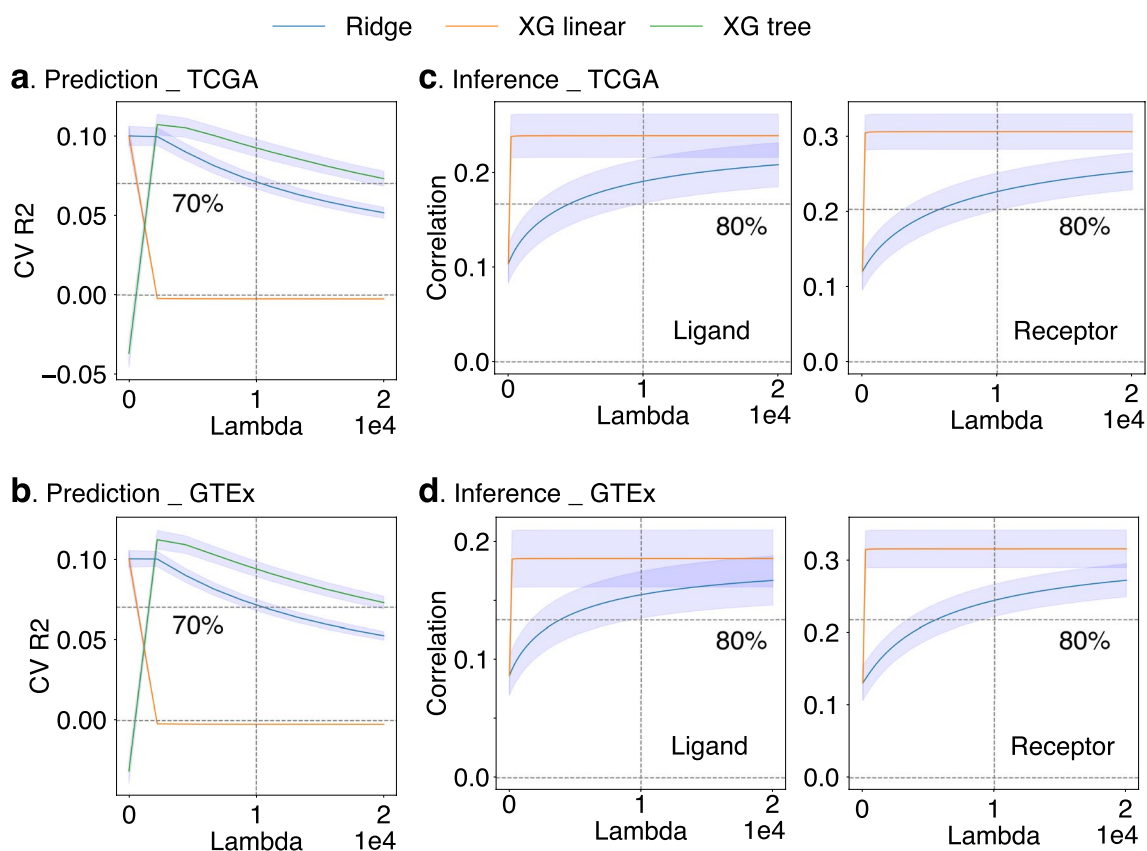 Ridge XG linear XG tree
a. Prediction _ TCGA
CV R2
0.10
0.05
0.00
−0.05
70%
0 1 2
Lambda 1e4
c. Inference _ TCGA
Correlation
0.2
0.1
0.0
80%
Ligand
0 1 2
Lambda 1e4
0.3
0.2
0.1
0.0
80%
Receptor
0 1 2
Lambda 1e4
b. Prediction _ GTEx
CV R2
0.10
0.05
0.00
70%
0 1 2
Lambda 1e4
d. Inference _ GTEx
Correlation
0.2
0.1
0.0
80%
Ligand
0 1 2
Lambda 1e4
0.3
0.2
0.1
0.0
80%
Receptor
0 1 2
Lambda 1e4